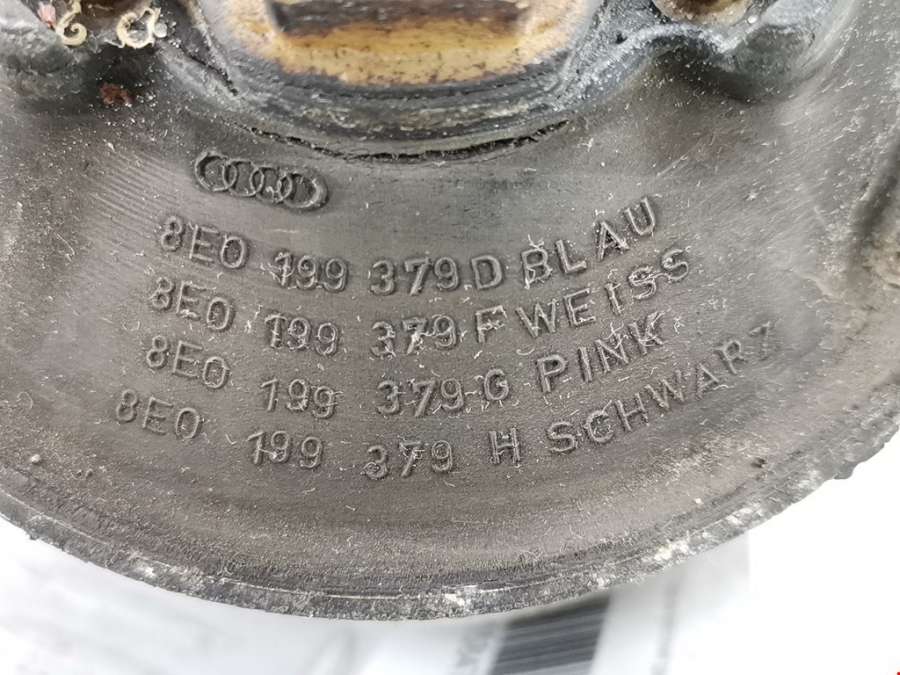 8E0 199 379 D BLAU
8E0 199 379 F WEISS
8E0 199 379 G PINK
8E0 199 379 H SCHWARZ